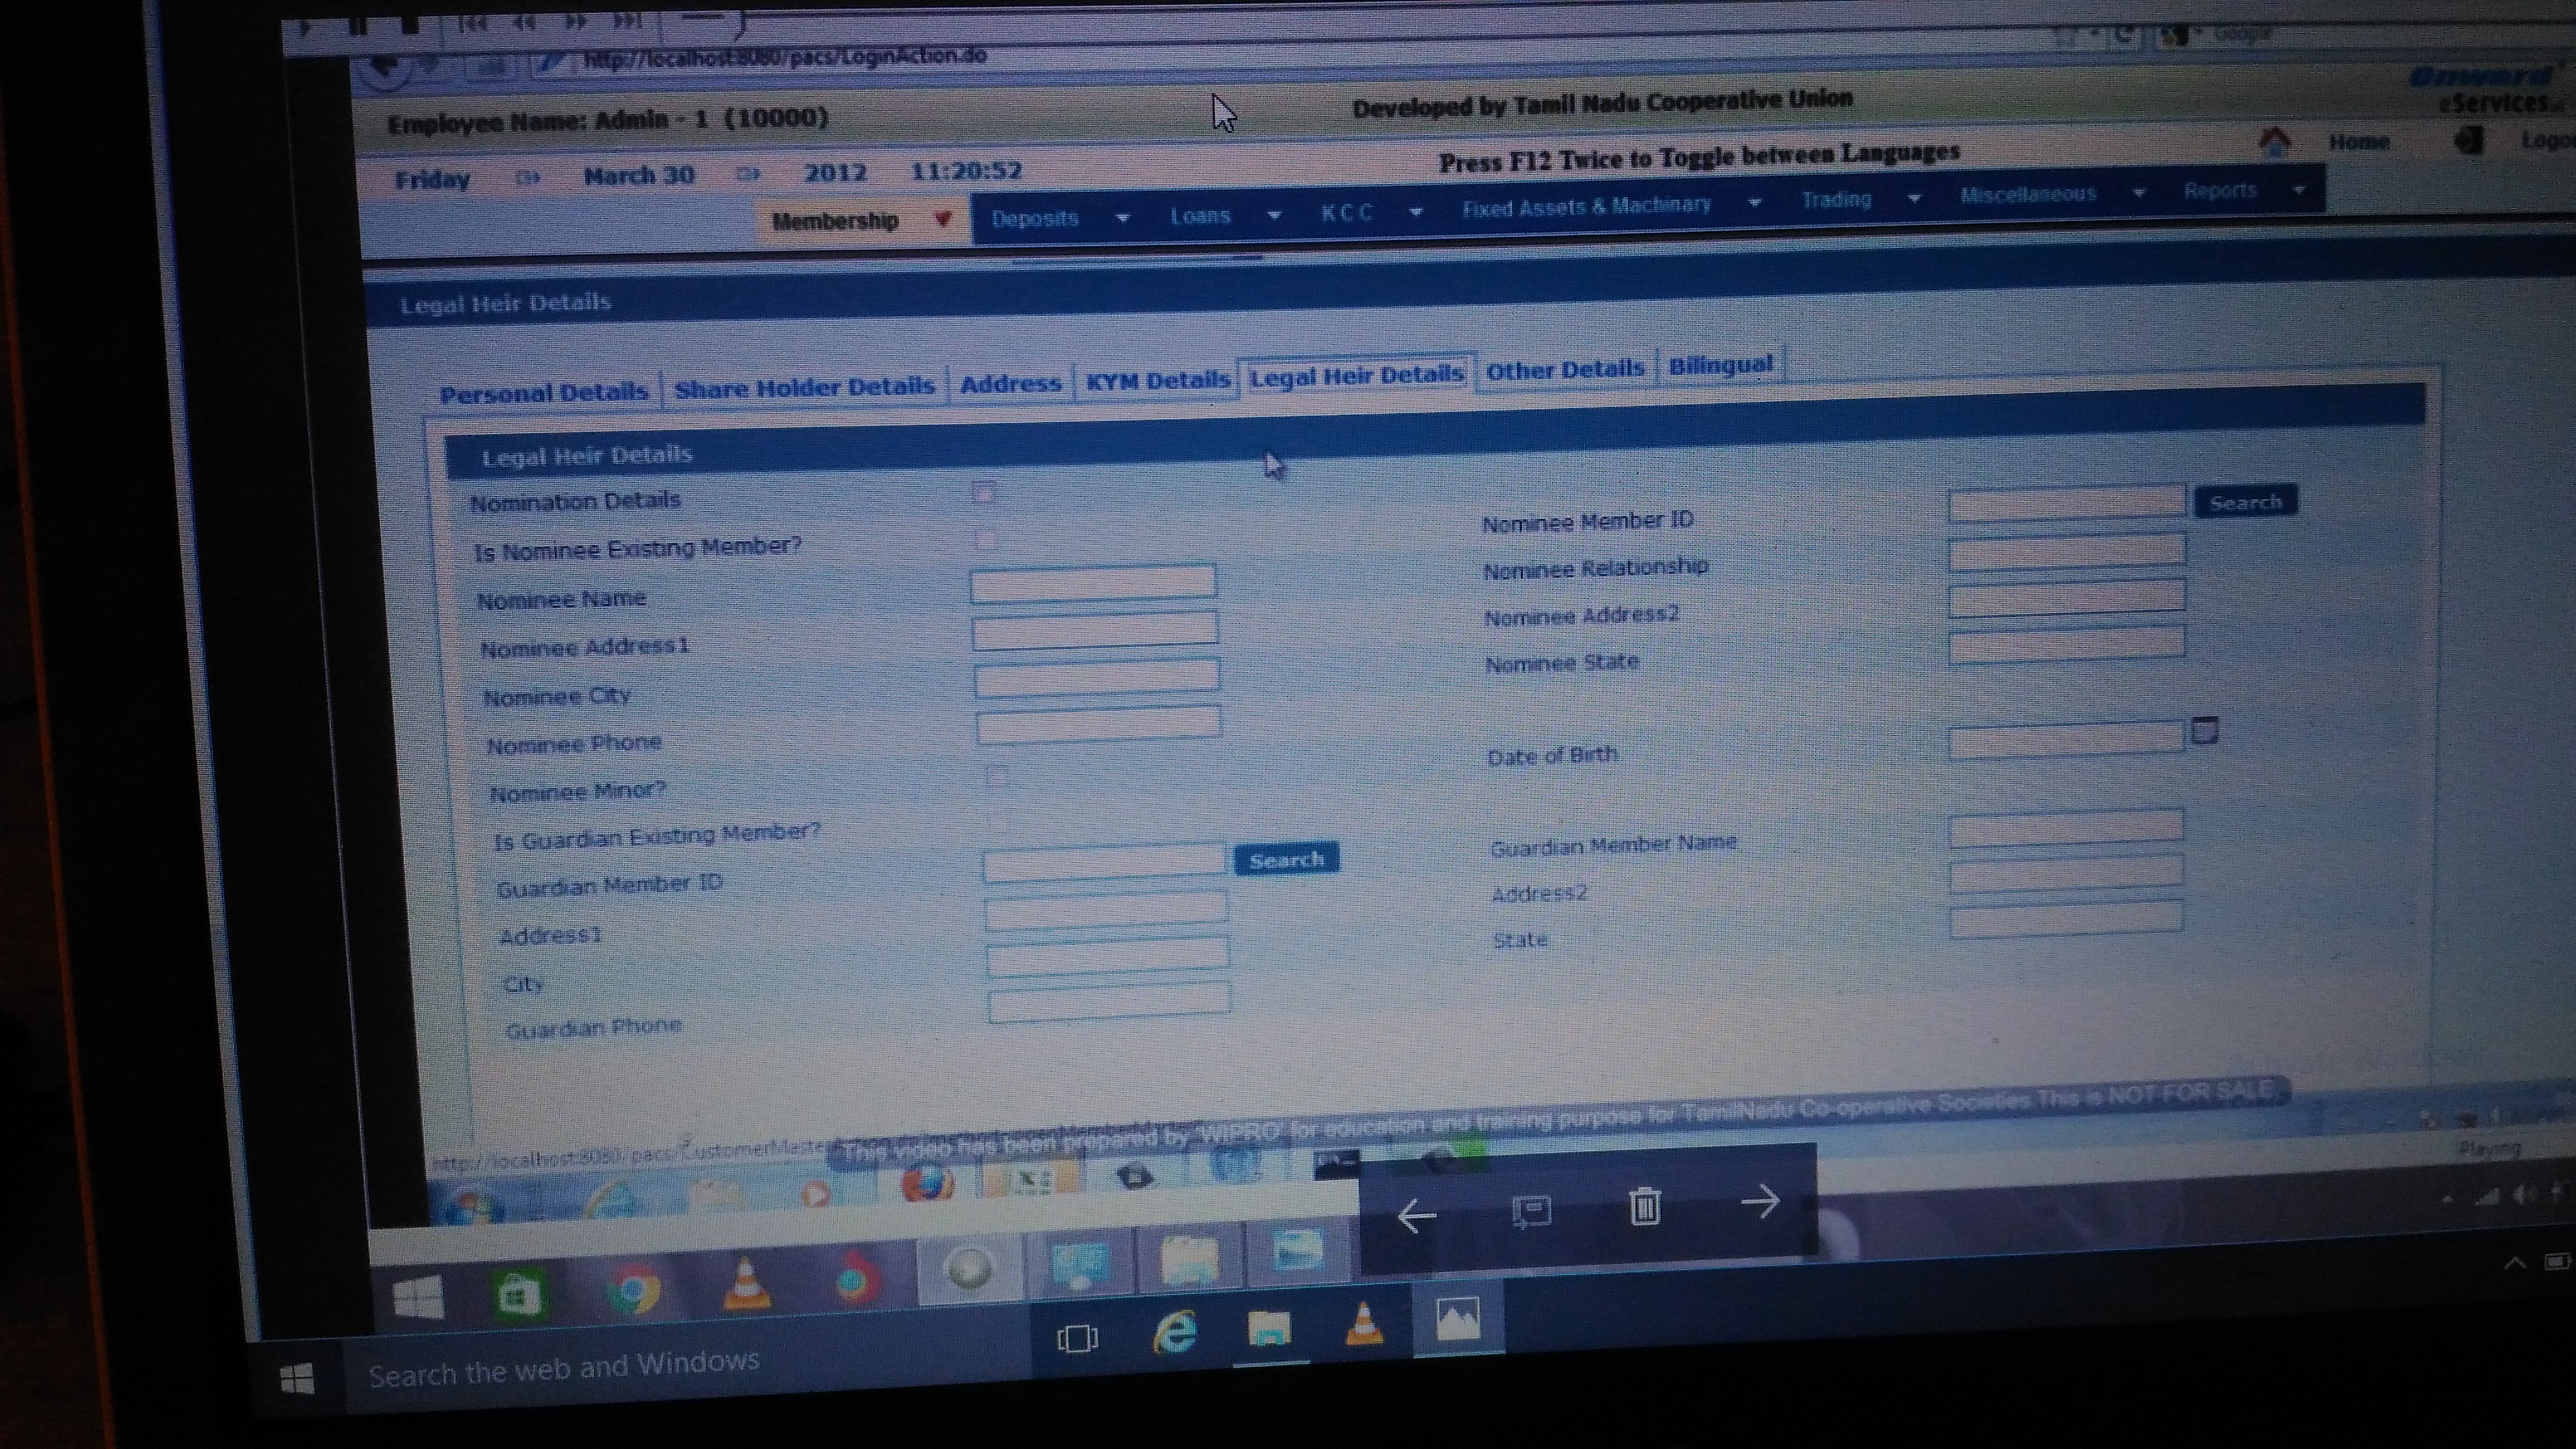 http://localhost:8080/pacs/LoginAction.do
Google
Employee Name: Admin - 1 (10000)
Developed by Tamil Nadu Cooperative Union
Onward
eServices
Friday March 30 2012 11:20:52
Press F12 Twice to Toggle between Languages
Home
Membership Deposits Loans K C C Fixed Assets & Machinary Trading Miscellaneous Reports
Legal Heir Details
Personal Details Share Holder Details Address KYM Details Legal Heir Details Other Details Bilingual
Legal Heir Details
Nomination Details
Nominee Member ID Search
Is Nominee Existing Member?
Nominee Relationship
Nominee Name
Nominee Address2
Nominee Address1
Nominee State
Nominee City
Nominee Phone
Date of Birth
Nominee Minor?
Is Guardian Existing Member?
Guardian Member Name
Guardian Member ID Search
Address2
Address1
State
City
Guardian Phone
http://localhost:8080/pacs/CustomerMaste
This video has been prepared by 'WIPRO' for education and training purpose for TamilNadu Co-operative Societies.This is NOT FOR SALE
Playing
Search the web and Windows